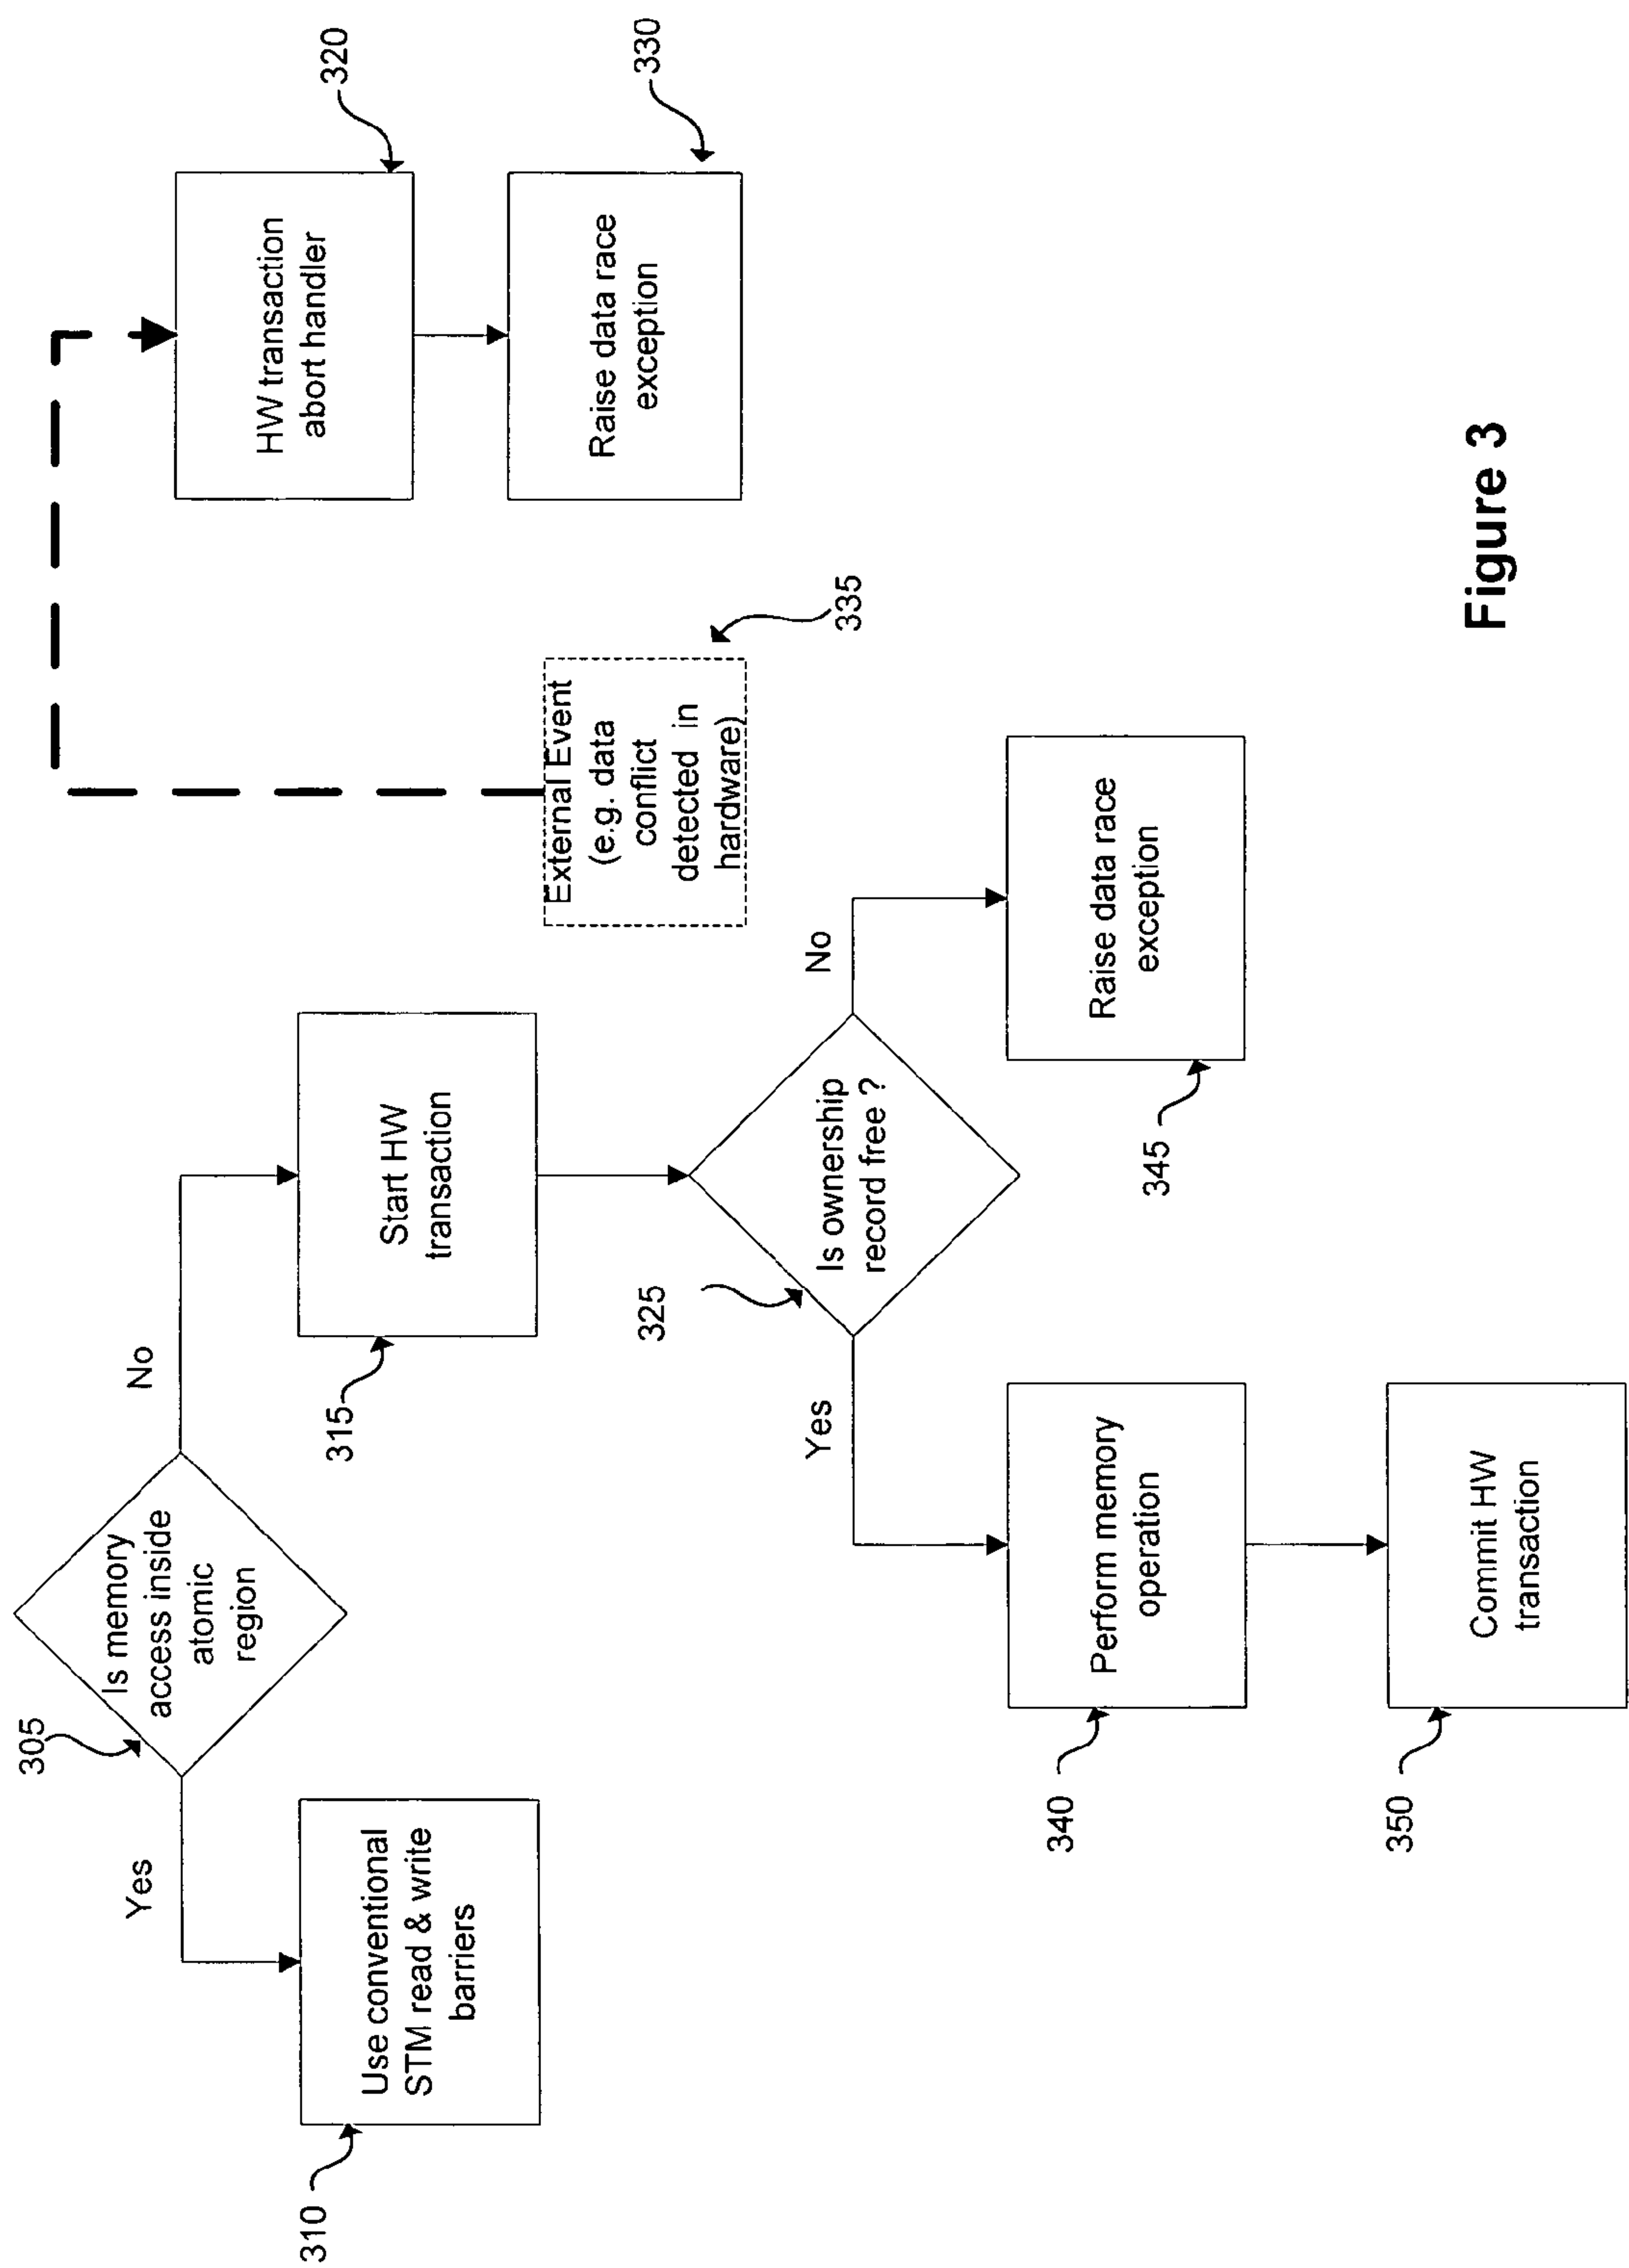 305
Is memory
access inside
atomic
region
Yes
No
310
Use conventional
STM read & write
barriers
315
Start HW
transaction
325
Is ownership
record free ?
Yes
No
340
Perform memory
operation
345
Raise data race
exception
350
Commit HW
transaction
External Event
(e.g. data
conflict
detected in
hardware)
335
HW transaction
abort handler
320
Raise data race
exception
330
Figure 3